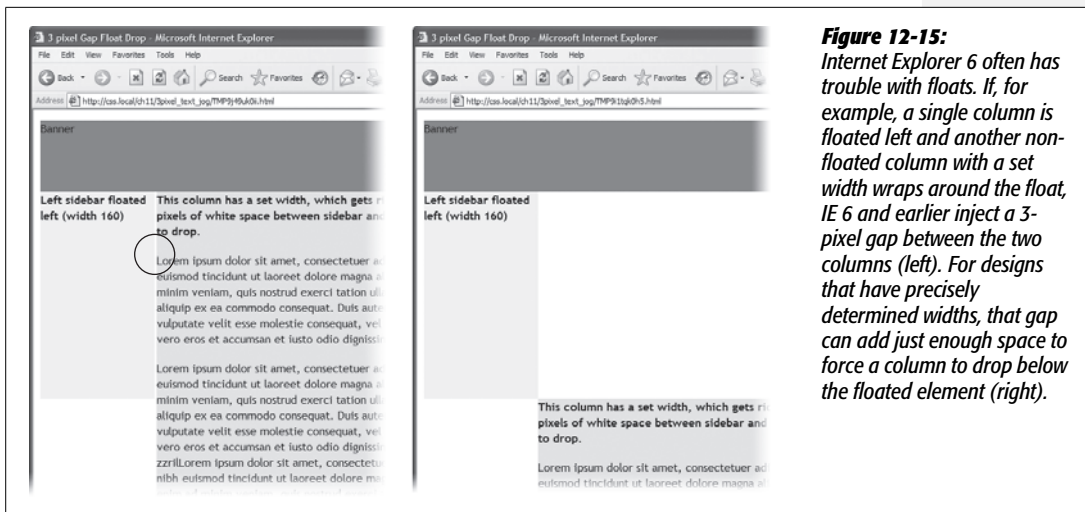 3 pixel Gap Float Drop - Microsoft Internet Explorer
File Edit View Favorites Tools Help
Back Search Favorites
Address http://css.local/ch11/3pixel_text_jog/TMP9j49uk0i.html
Banner
Left sidebar floated
left (width 160)
This column has a set width, which gets
pixels of white space between sidebar and
to drop.
Lorem ipsum dolor sit amet, consectetuer
euismod tincidunt ut laoreet dolore magna
minim veniam, quis nostrud exerci tation
aliquip ex ea commodo consequat. Duis aute
vulputate velit esse molestie consequat, vel
vero eros et accumsan et iusto odio
Lorem ipsum dolor sit amet, consectetuer
euismod tincidunt ut laoreet dolore magna
minim veniam, quis nostrud exerci tation
aliquip ex ea commodo consequat. Duis aute
vulputate velit esse molestie consequat, vel
vero eros et accumsan et iusto odio
zzrilLorem ipsum dolor sit amet,
nibh euismod tincidunt ut laoreet dolore
3 pixel Gap Float Drop - Microsoft Internet Explorer
File Edit View Favorites Tools Help
Back Search Favorites
Address http://css.local/ch11/3pixel_text_jog/TMP9k1tqk0h5.html
Banner
Left sidebar floated
left (width 160)
This column has a set width, which gets
pixels of white space between sidebar and
to drop.
Lorem ipsum dolor sit amet, consectetuer
euismod tincidunt ut laoreet dolore magna
Figure 12-15:
Internet Explorer 6 often has
trouble with floats. If, for
example, a single column is
floated left and another non-
floated column with a set
width wraps around the float,
IE 6 and earlier inject a 3-
pixel gap between the two
columns (left). For designs
that have precisely
determined widths, that gap
can add just enough space to
force a column to drop below
the floated element (right).